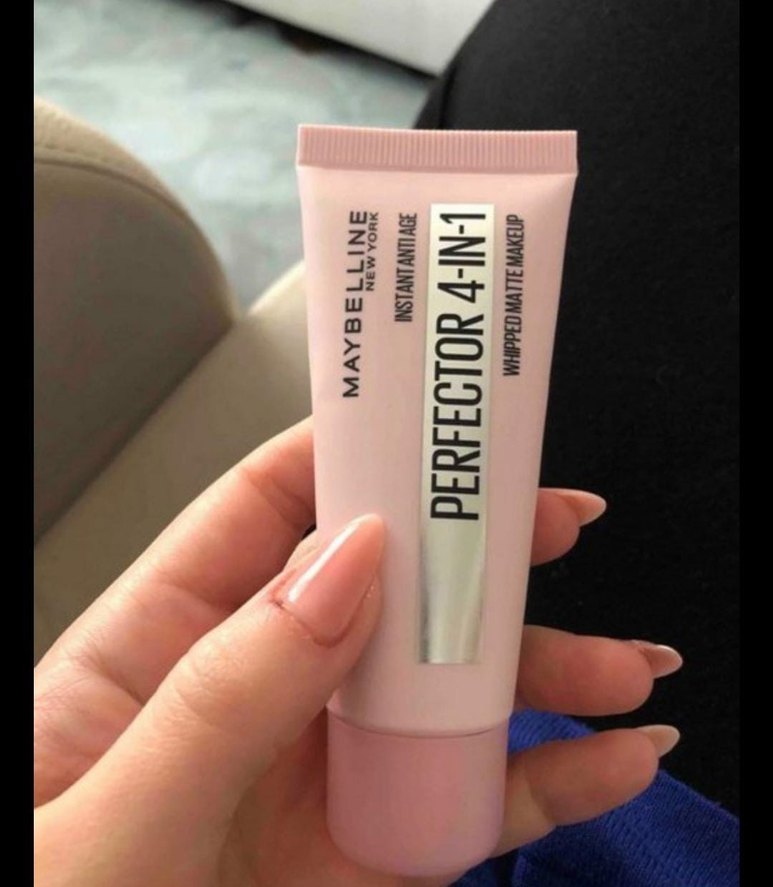 MAYBELLINE
NEW YORK
INSTANT ANTI AGE
PERFECTOR 4-IN-1
WHIPPED MATTE MAKEUP